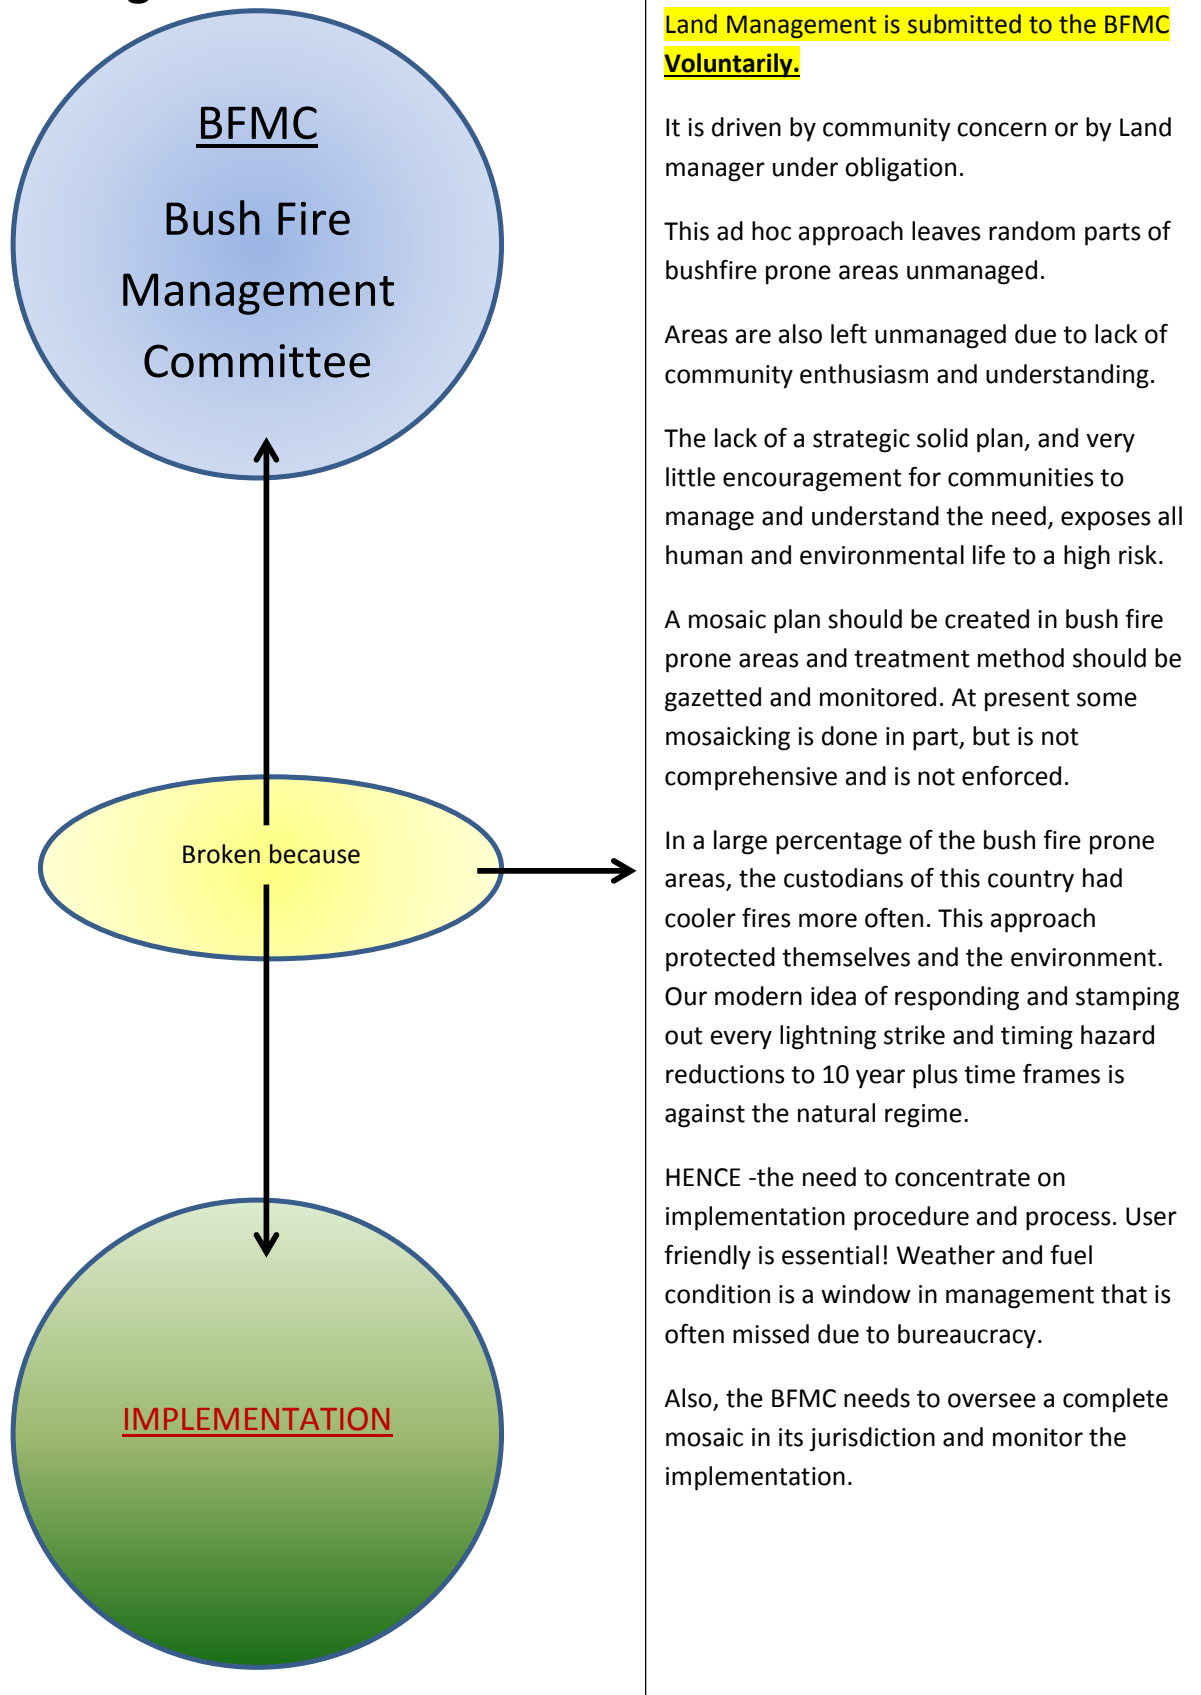 BFMC
Bush Fire
Management
Committee
Broken because
IMPLEMENTATION
Land Management is submitted to the BFMC
Voluntarily.
It is driven by community concern or by Land
manager under obligation.
This ad hoc approach leaves random parts of
bushfire prone areas unmanaged.
Areas are also left unmanaged due to lack of
community enthusiasm and understanding.
The lack of a strategic solid plan, and very
little encouragement for communities to
manage and understand the need, exposes all
human and environmental life to a high risk.
A mosaic plan should be created in bush fire
prone areas and treatment method should be
gazetted and monitored. At present some
mosaicking is done in part, but is not
comprehensive and is not enforced.
In a large percentage of the bush fire prone
areas, the custodians of this country had
cooler fires more often. This approach
protected themselves and the environment.
Our modern idea of responding and stamping
out every lightning strike and timing hazard
reductions to 10 year plus time frames is
against the natural regime.
HENCE -the need to concentrate on
implementation procedure and process. User
friendly is essential! Weather and fuel
condition is a window in management that is
often missed due to bureaucracy.
Also, the BFMC needs to oversee a complete
mosaic in its jurisdiction and monitor the
implementation.